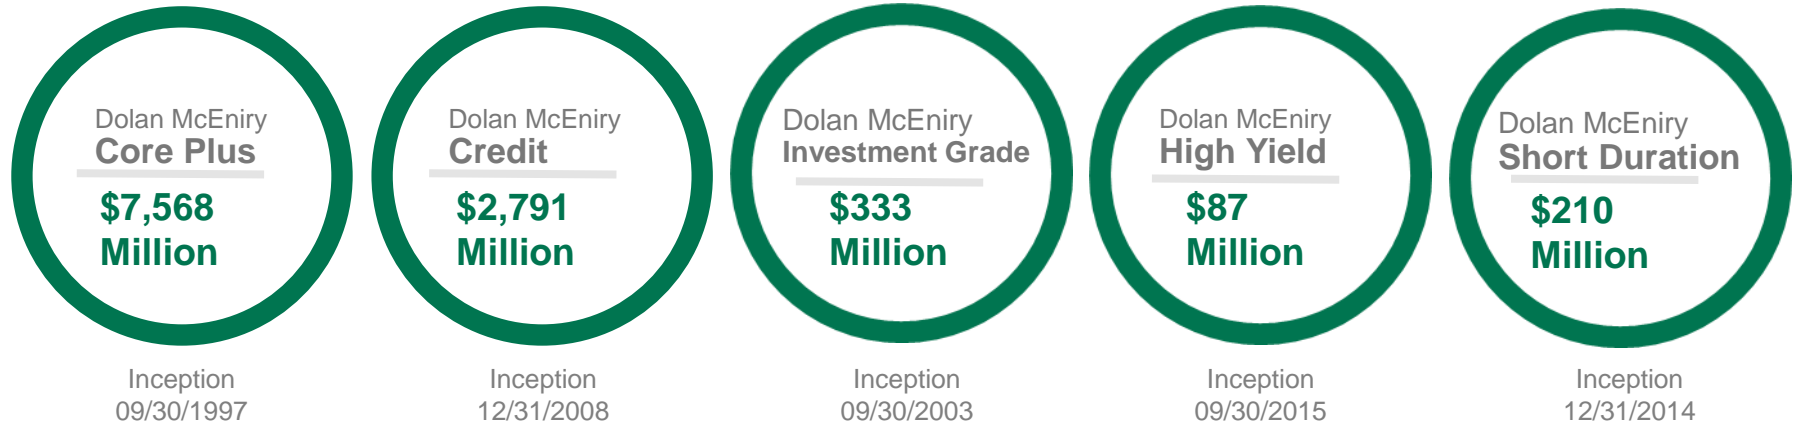 Dolan McEniry
Core Plus
$7,568
Million
Inception
09/30/1997
Dolan McEniry
Credit
$2,791
Million
Inception
12/31/2008
Dolan McEniry
Investment Grade
$333
Million
Inception
09/30/2003
Dolan McEniry
High Yield
$87
Million
Inception
09/30/2015
Dolan McEniry
Short Duration
$210
Million
Inception
12/31/2014